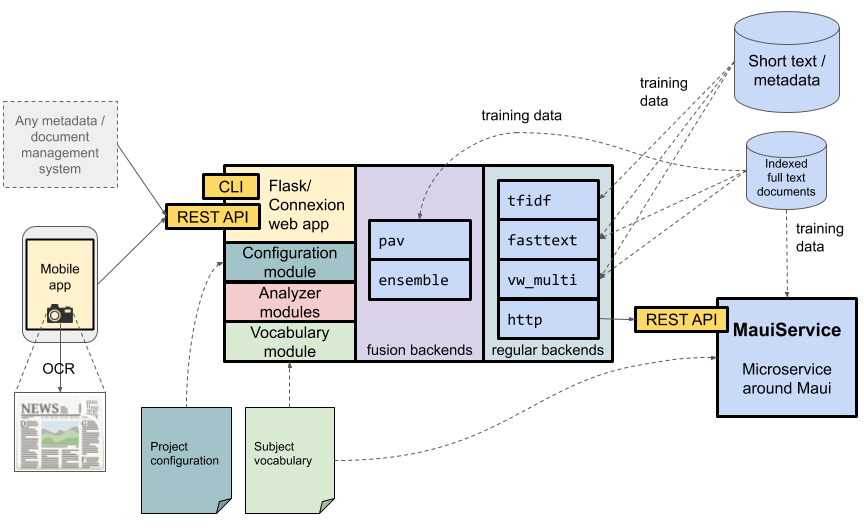 Short text /
metadata
training
data
training data
Any metadata /
document
management
system
Indexed
full text
documents
CLI
REST API
Flask/
Connexion
web app
tfidf
fasttext
vw_multi
http
pav
ensemble
training
data
Mobile
app
Configuration
module
Analyzer
modules
Vocabulary
module
fusion backends
regular backends
REST API
MauiService
Microservice
around Maui
OCR
NEWS
Project
configuration
Subject
vocabulary